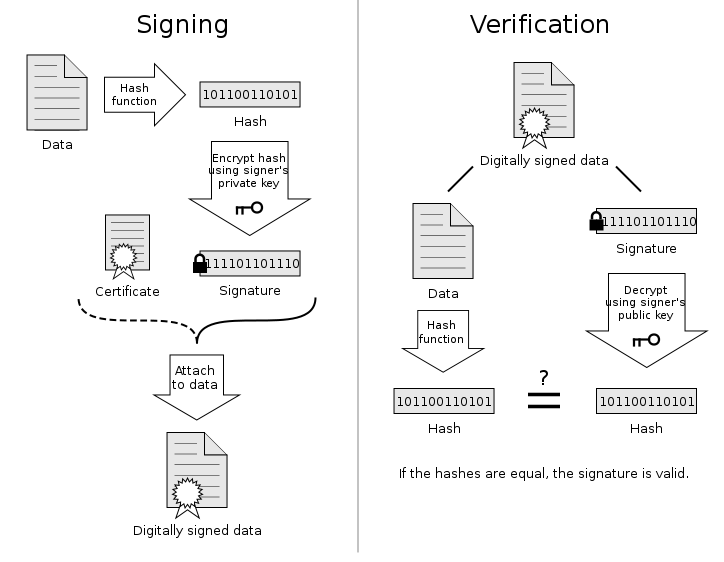 Signing
Data
Hash
function
101100110101
Hash
Encrypt hash
using signer's
private key
Certificate
111101101110
Signature
Attach
to data
Digitally signed data
Verification
Digitally signed data
Data
111101101110
Signature
Hash
function
Decrypt
using signer's
public key
101100110101
Hash
?
101100110101
Hash
If the hashes are equal, the signature is valid.